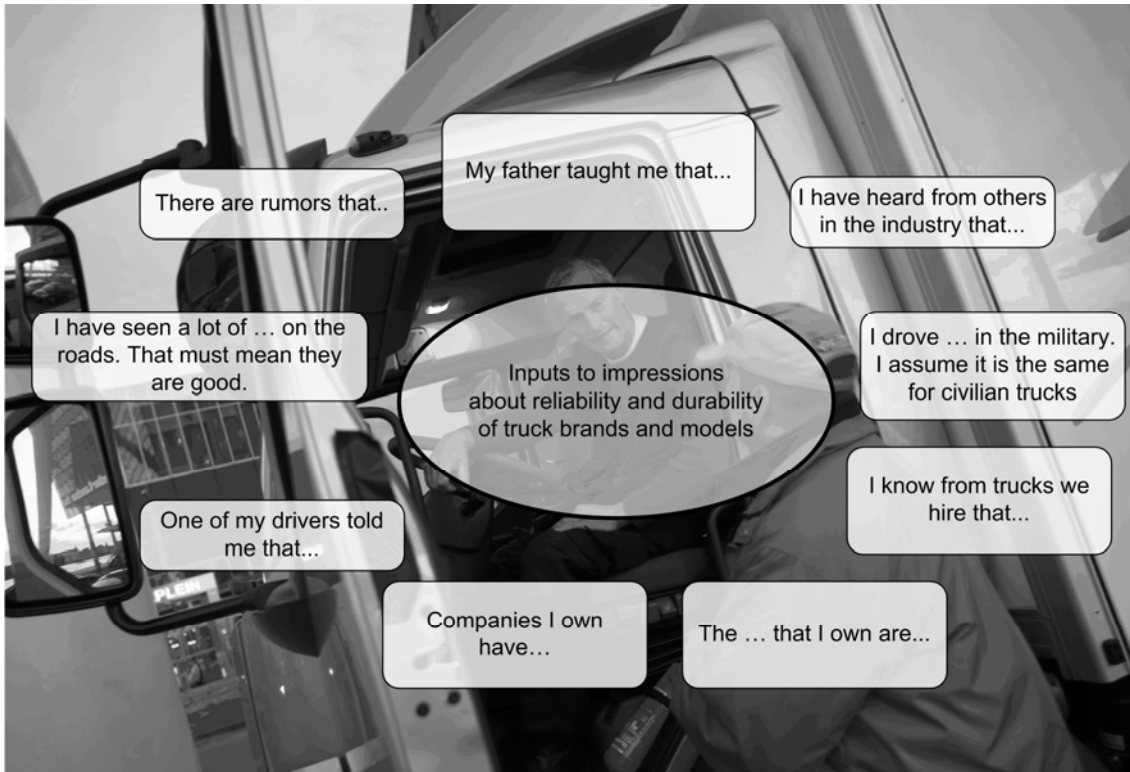 My father taught me that...
There are rumors that..
I have heard from others
in the industry that...
I have seen a lot of … on the
roads. That must mean they
are good.
Inputs to impressions
about reliability and durability
of truck brands and models
I drove … in the military.
I assume it is the same
for civilian trucks
I know from trucks we
hire that...
One of my drivers told
me that...
PLEIN
Companies I own
have…
The … that I own are...